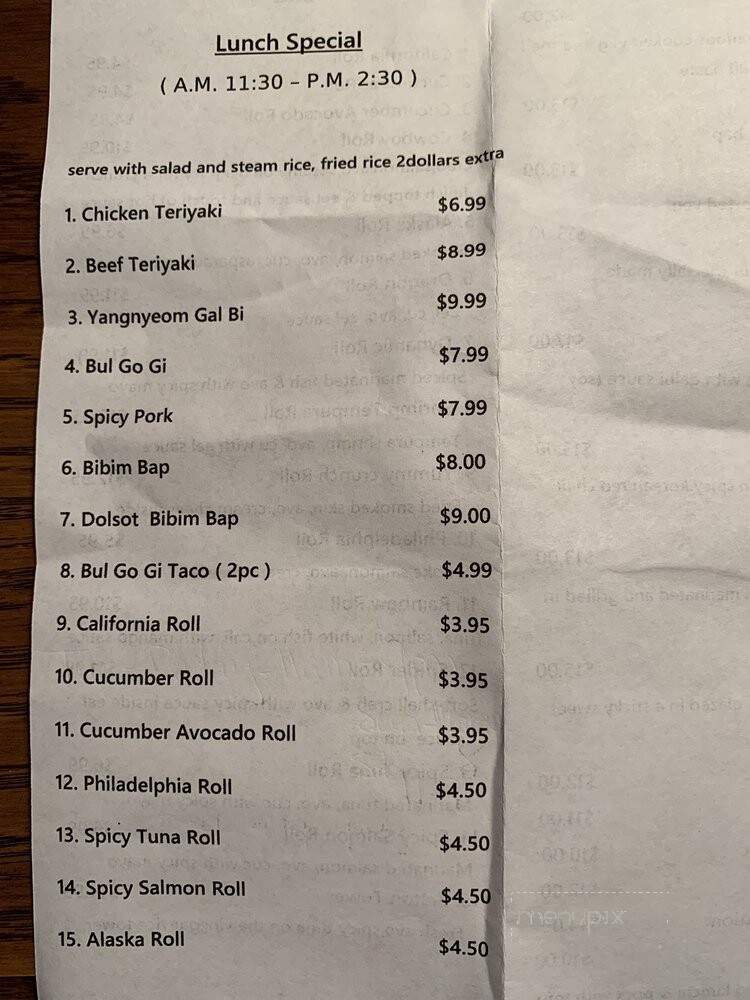 Lunch Special
( A.M. 11:30 – P.M. 2:30 )
serve with salad and steam rice, fried rice 2dollars extra
1. Chicken Teriyaki $6.99
2. Beef Teriyaki $8.99
3. Yangnyeom Gal Bi $9.99
4. Bul Go Gi $7.99
5. Spicy Pork $7.99
6. Bibim Bap $8.00
7. Dolsot Bibim Bap $9.00
8. Bul Go Gi Taco ( 2pc ) $4.99
9. California Roll $3.95
10. Cucumber Roll $3.95
11. Cucumber Avocado Roll $3.95
12. Philadelphia Roll $4.50
13. Spicy Tuna Roll $4.50
14. Spicy Salmon Roll $4.50
15. Alaska Roll $4.50